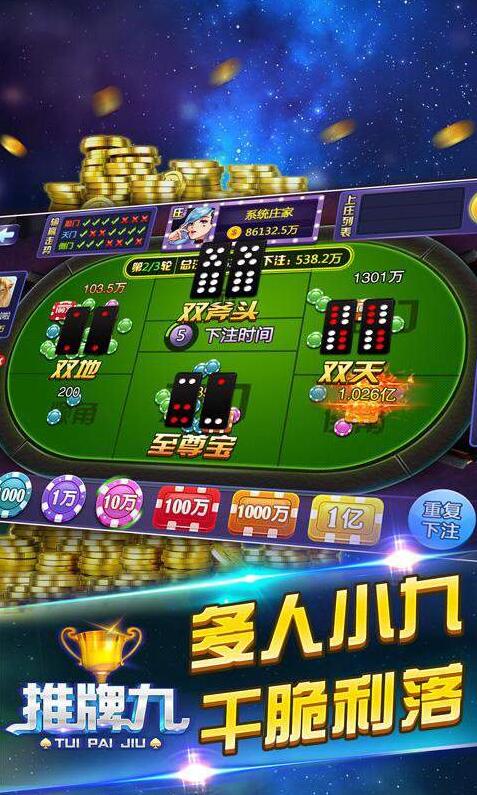 输赢走势
顺门
天门
倒门
庄
系统庄家
86132.5万
上庄列表
第2/3轮
下注：538.2万
103.5万
双斧头
1301万
5 下注时间
双地
双天
200
1.026亿
至尊宝
1万
10万
100万
1000万
1亿
重复
下注
多人小九
干脆利落
推牌九
TUI PAI JIU